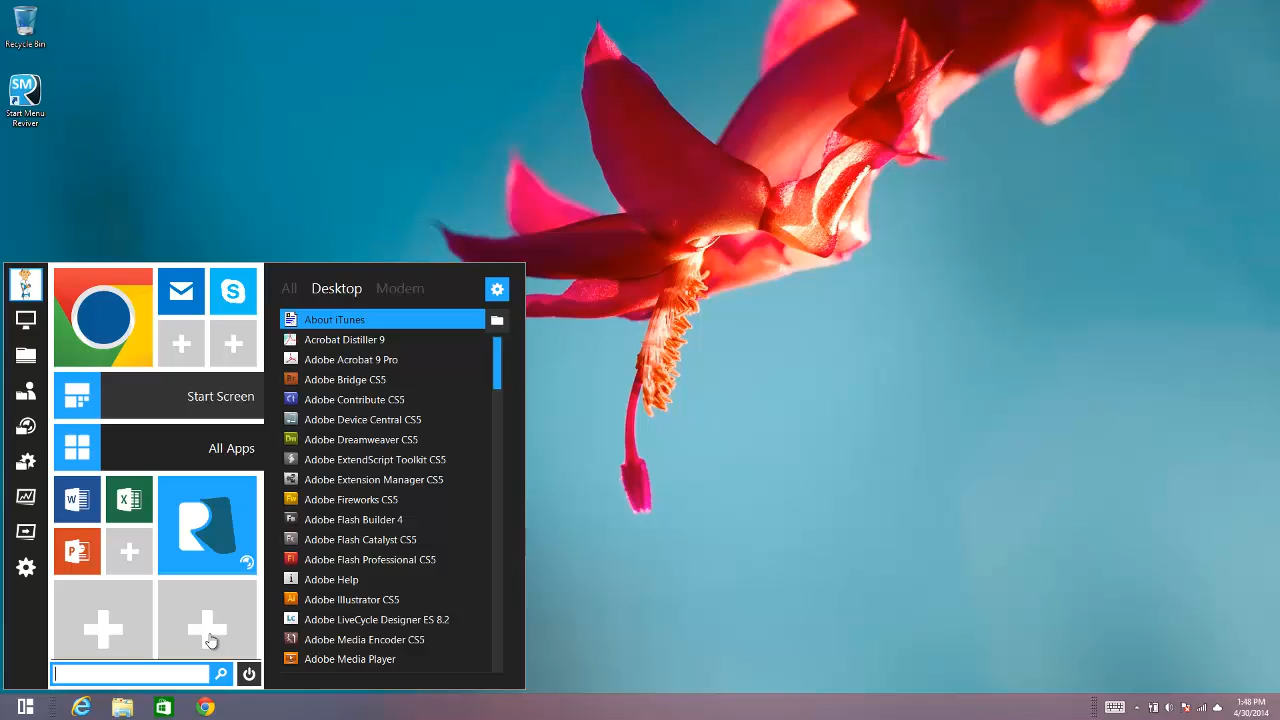 Recycle Bin
SM
Start Menu
Reviver
Start Screen
All Apps
All Desktop Modern
About iTunes
Acrobat Distiller 9
Adobe Acrobat 9 Pro
Adobe Bridge CS5
Adobe Contribute CS5
Adobe Device Central CS5
Adobe Dreamweaver CS5
Adobe ExtendScript Toolkit CS5
Adobe Extension Manager CS5
Adobe Fireworks CS5
Adobe Flash Builder 4
Adobe Flash Catalyst CS5
Adobe Flash Professional CS5
Adobe Help
Adobe Illustrator CS5
Adobe LiveCycle Designer ES 8.2
Adobe Media Encoder CS5
Adobe Media Player
1:48 PM
4/30/2014